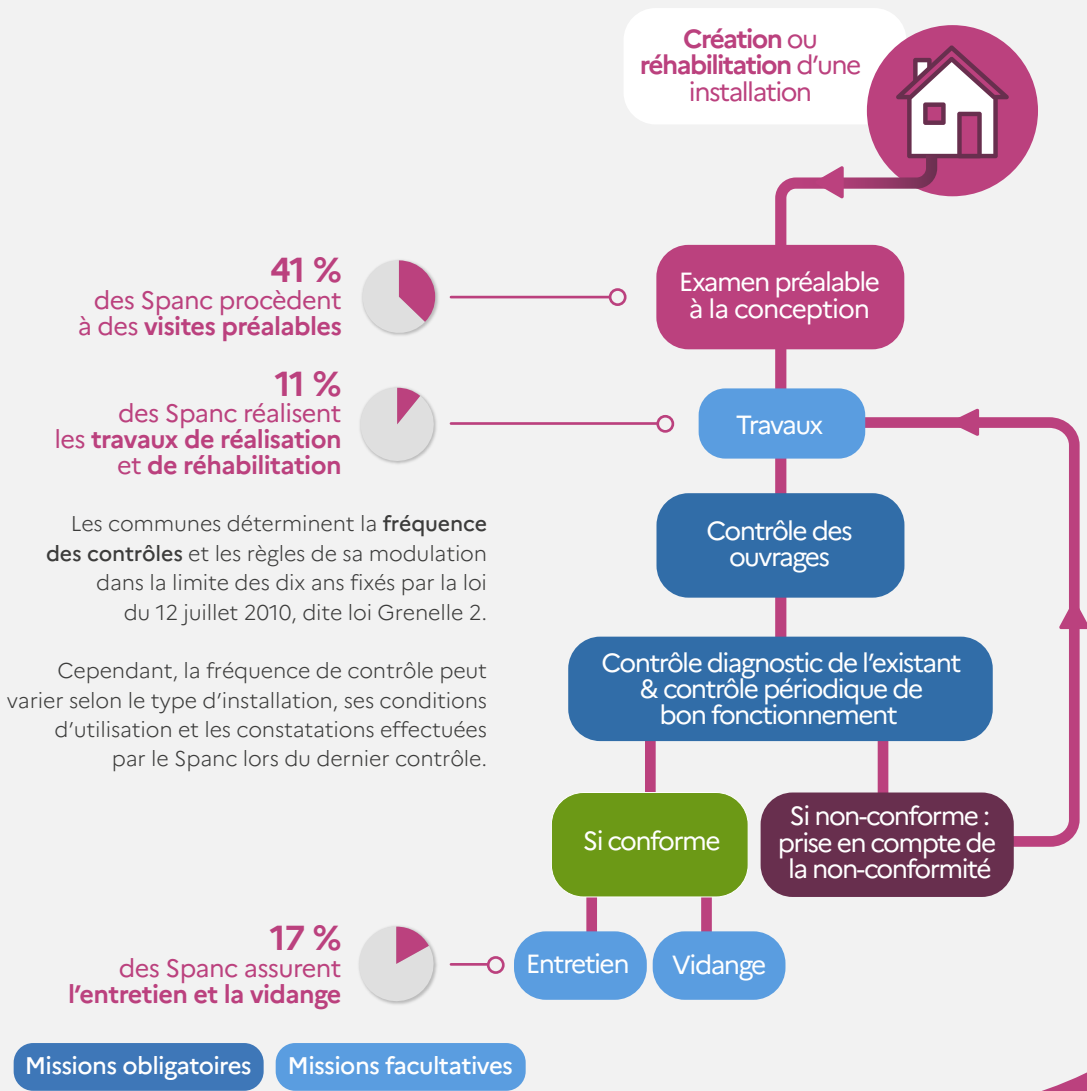 Création ou
réhabilitation d'une
installation
41 %
des Spanc procèdent
à des visites préalables
Examen préalable
à la conception
11 %
des Spanc réalisent
les travaux de réalisation
et de réhabilitation
Travaux
Les communes déterminent la fréquence
des contrôles et les règles de sa modulation
dans la limite des dix ans fixés par la loi
du 12 juillet 2010, dite loi Grenelle 2.
Contrôle des
ouvrages
Cependant, la fréquence de contrôle peut
varier selon le type d'installation, ses conditions
d'utilisation et les constatations effectuées
par le Spanc lors du dernier contrôle.
Contrôle diagnostic de l'existant
& contrôle périodique de
bon fonctionnement
Si conforme
Si non-conforme :
prise en compte de
la non-conformité
17 %
des Spanc assurent
l'entretien et la vidange
Entretien
Vidange
Missions obligatoires
Missions facultatives